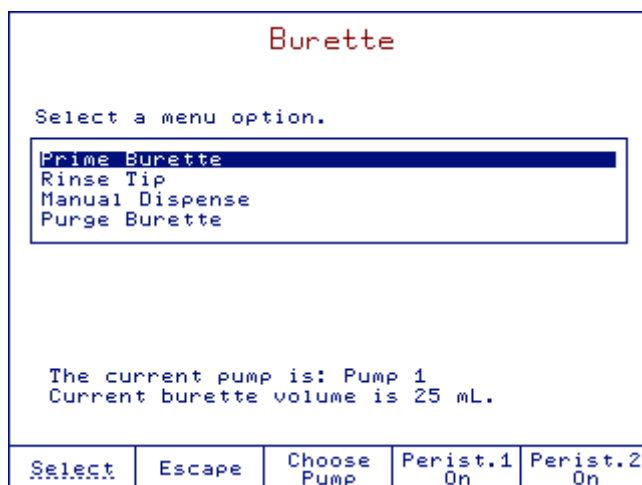 Burette
Select a menu option.
Prime Burette
Rinse Tip
Manual Dispense
Purge Burette
The current pump is: Pump 1
Current burette volume is 25 mL.
Select Escape Choose Pump Perist.1 On Perist.2 On